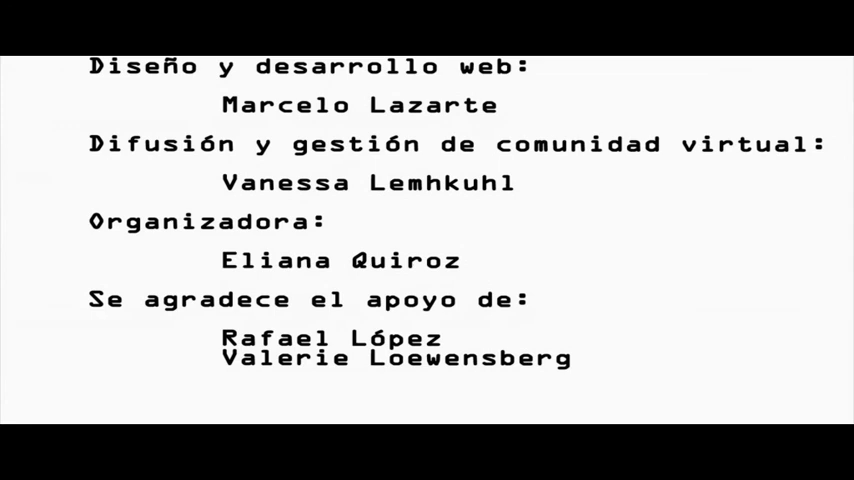 Diseño y desarrollo web:
Marcelo Lazarte
Difusión y gestión de comunidad virtual:
Vanessa Lemhkuhl
Organizadora:
Eliana Quiroz
Se agradece el apoyo de:
Rafael López
Valerie Loewensberg